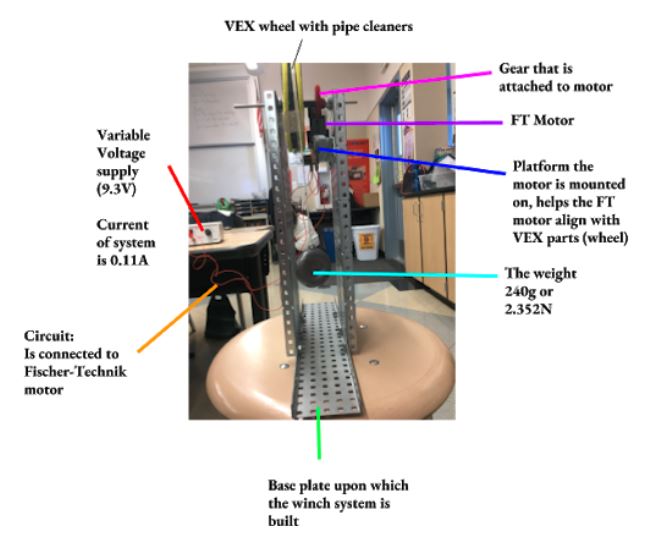 VEX wheel with pipe cleaners
Gear that is
attached to motor
FT Motor
Variable
Voltage
supply
(9.3V)
Current
of system
is 0.11A
Platform the
motor is mounted
on, helps the FT
motor align with
VEX parts (wheel)
The weight
240g or
2.352N
Circuit:
Is connected to
Fischer-Technik
motor
Base plate upon which
the winch system is
built